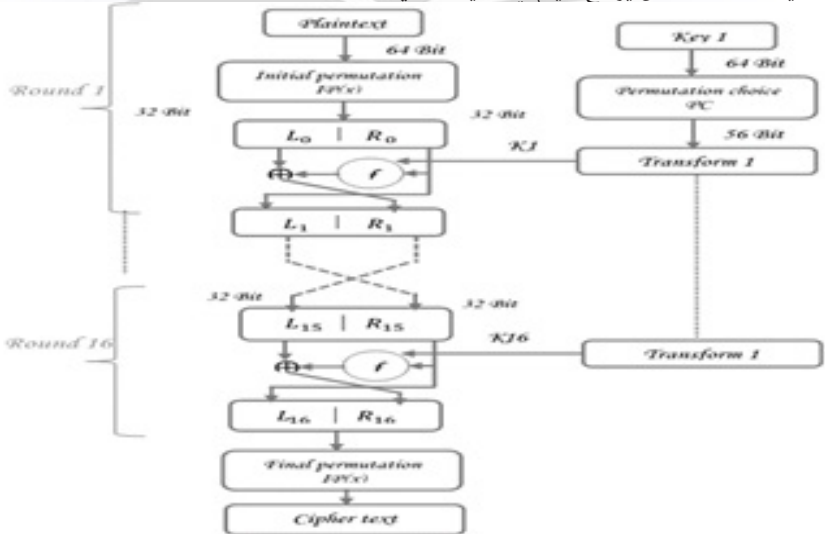 Plaintext
64 Bit
Initial permutation
IP(x)
Round 1
32 Bit
32 Bit
L0 | R0
f
L1 | R1
Key 1
64 Bit
Permutation choice
PC
56 Bit
K1
Transform 1
32 Bit
32 Bit
L15 | R15
Round 16
f
K16
Transform 1
L16 | R16
Final permutation
IP(x)
Cipher text